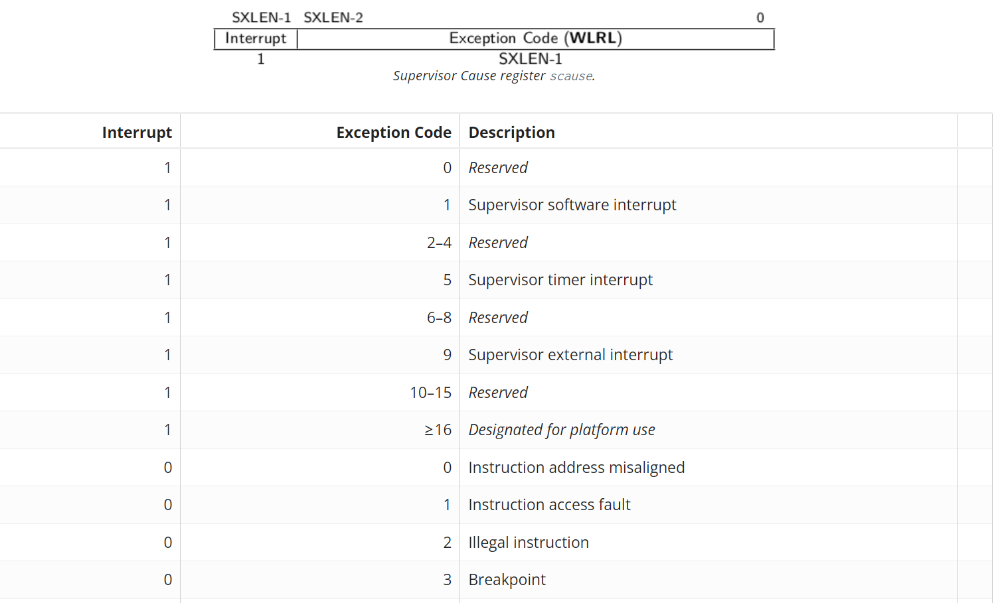 SXLEN-1 SXLEN-2 0
Interrupt Exception Code (WLRL)
1 SXLEN-1
Supervisor Cause register scause.
Interrupt Exception Code Description
1 0 Reserved
1 1 Supervisor software interrupt
1 2–4 Reserved
1 5 Supervisor timer interrupt
1 6–8 Reserved
1 9 Supervisor external interrupt
1 10–15 Reserved
1 ≥16 Designated for platform use
0 0 Instruction address misaligned
0 1 Instruction access fault
0 2 Illegal instruction
0 3 Breakpoint